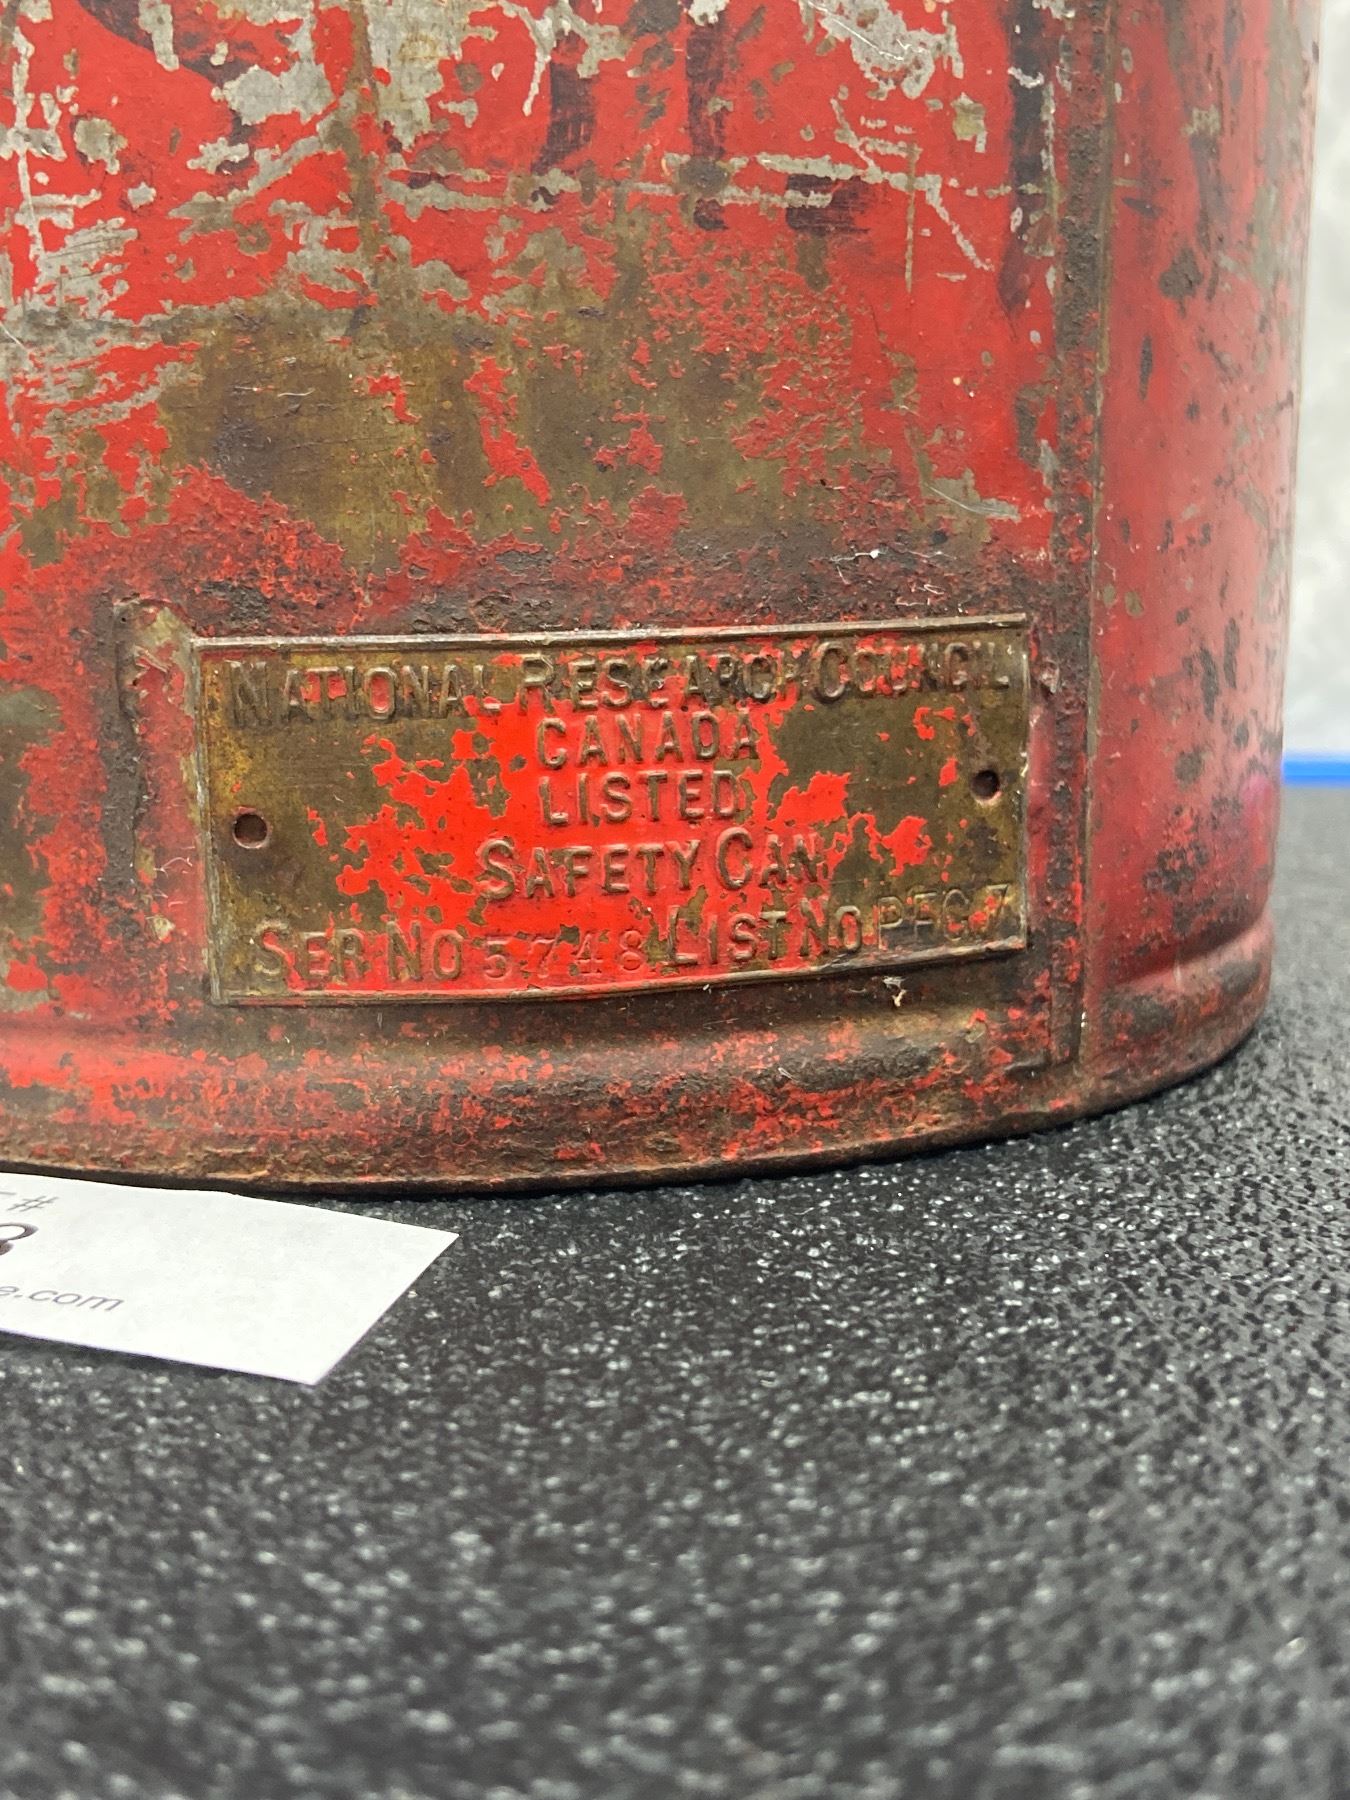 NATIONAL RESEARCH COUNCIL
CANADA
LISTED
SAFETY CAN
SER NO 5748 LIST NO PFC 7
#
e.com